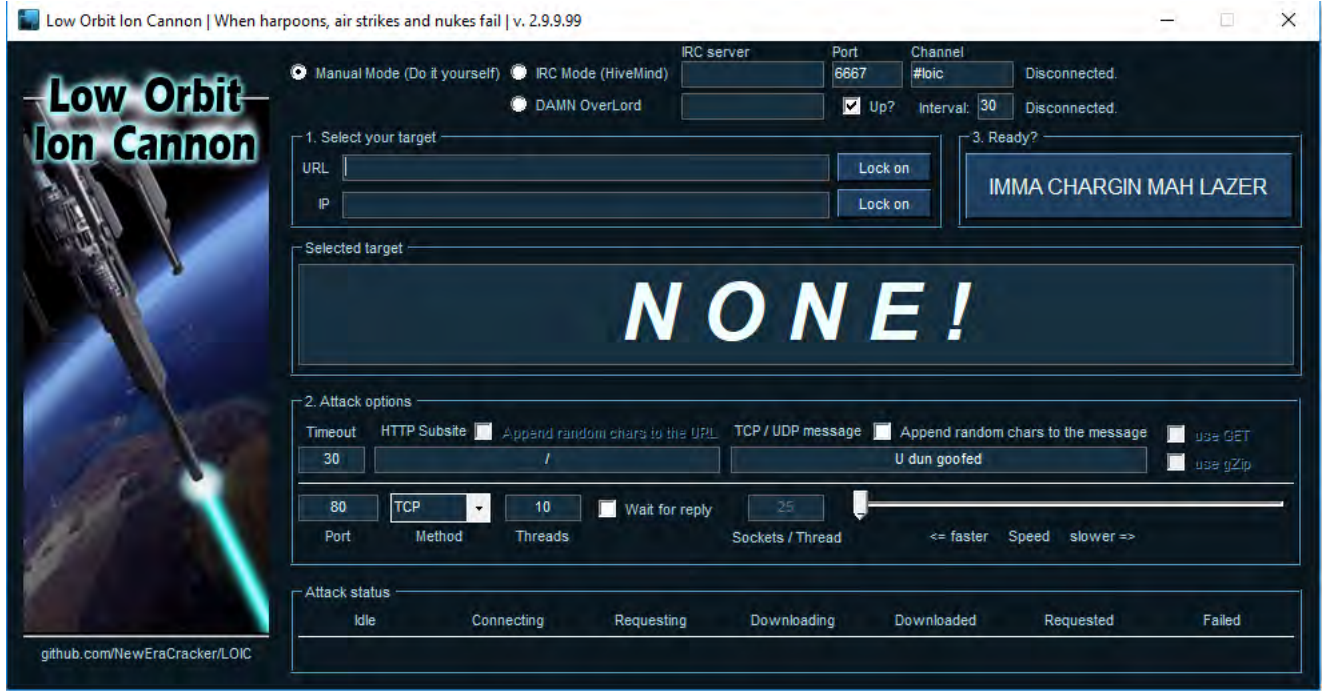 Low Orbit Ion Cannon | When harpoons, air strikes and nukes fail | v. 2.9.9.99
Low Orbit
Ion Cannon
IRC server Port Channel
Manual Mode (Do it yourself) IRC Mode (HiveMind) 6667 #loic Disconnected.
DAMN OverLord Up? Interval: 30 Disconnected.
1. Select your target
URL Lock on
IP Lock on
3. Ready?
IMMA CHARGIN MAH LAZER
Selected target
NONE!
2. Attack options
Timeout HTTP Subsite Append random chars to the URL TCP / UDP message Append random chars to the message use GET
30 / U dun goofed use gZip
80 TCP 10 Wait for reply 25
Port Method Threads Sockets / Thread <= faster Speed slower =>
Attack status
Idle Connecting Requesting Downloading Downloaded Requested Failed
github.com/NewEraCracker/LOIC